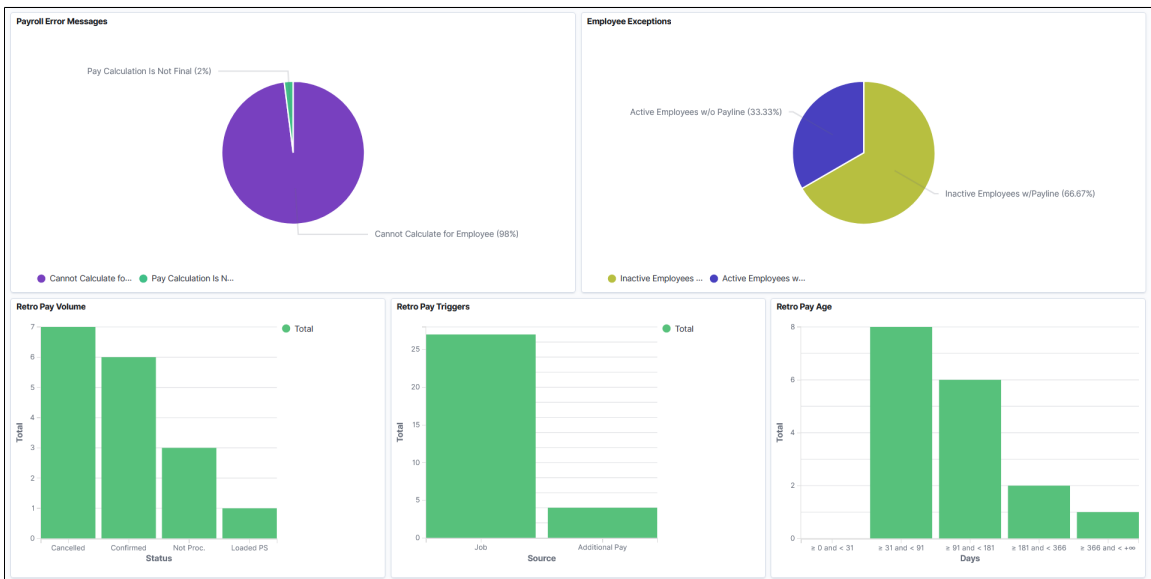 Payroll Error Messages
Pay Calculation Is Not Final (2%)
Cannot Calculate for Employee (98%)
Cannot Calculate fo... Pay Calculation Is N...
Employee Exceptions
Active Employees w/o Payline (33.33%)
Inactive Employees w/Payline (66.67%)
Inactive Employees ... Active Employees w...
Retro Pay Volume
Total
7
6
5
4
3
2
1
0
Total
Cancelled Confirmed Not Proc. Loaded PS
Status
Retro Pay Triggers
Total
25
20
15
10
5
0
Total
Job Additional Pay
Source
Retro Pay Age
8
6
4
2
0
Total
≥ 0 and < 31 ≥ 31 and < 91 ≥ 91 and < 181 ≥ 181 and < 366 ≥ 366 and < +∞
Days